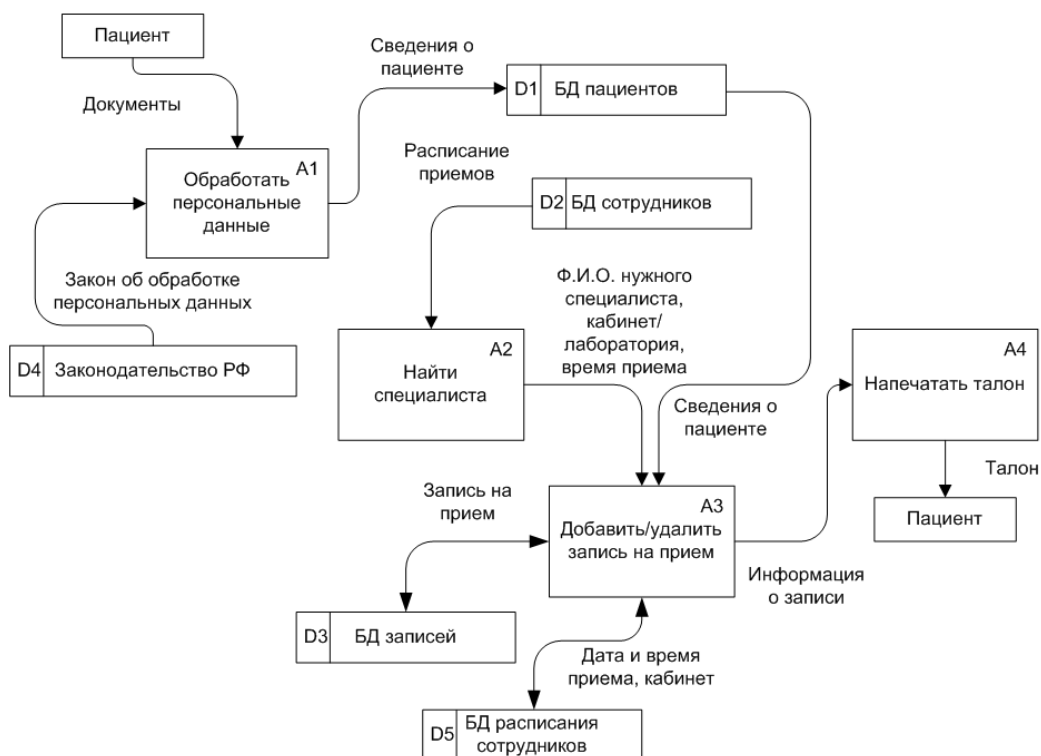 Пациент
Документы
Сведения о
пациенте
D1 БД пациентов
A1
Обработать
персональные
данные
Расписание
приемов
D2 БД сотрудников
Закон об обработке
персональных данных
D4 Законодательство РФ
Ф.И.О. нужного
специалиста,
кабинет/
лаборатория,
время приема
A2
Найти
специалиста
Сведения о
пациенте
A4
Напечатать талон
Талон
Пациент
Запись на
прием
A3
Добавить/удалить
запись на прием
Информация
о записи
D3 БД записей
Дата и время
приема, кабинет
D5 БД расписания
сотрудников